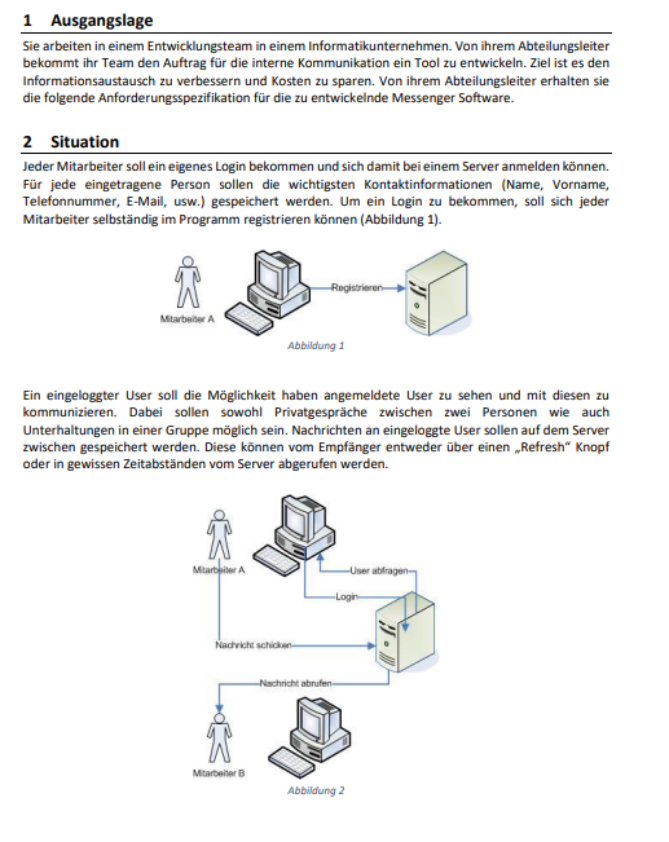 1 Ausgangslage
Sie arbeiten in einem Entwicklungsteam in einem Informatikunternehmen. Von ihrem Abteilungsleiter
bekommt ihr Team den Auftrag für die interne Kommunikation ein Tool zu entwickeln. Ziel ist es den
Informationsaustausch zu verbessern und Kosten zu sparen. Von ihrem Abteilungsleiter erhalten sie
die folgende Anforderungsspezifikation für die zu entwickelnde Messenger Software.
2 Situation
Jeder Mitarbeiter soll ein eigenes Login bekommen und sich damit bei einem Server anmelden können.
Für jede eingetragene Person sollen die wichtigsten Kontaktinformationen (Name, Vorname,
Telefonnummer, E-Mail, usw.) gespeichert werden. Um ein Login zu bekommen, soll sich jeder
Mitarbeiter selbständig im Programm registrieren können (Abbildung 1).
Registrieren
Mitarbeiter A
Abbildung 1
Ein eingeloggter User soll die Möglichkeit haben angemeldete User zu sehen und mit diesen zu
kommunizieren. Dabei sollen sowohl Privatgespräche zwischen zwei Personen wie auch
Unterhaltungen in einer Gruppe möglich sein. Nachrichten an eingeloggte User sollen auf dem Server
zwischen gespeichert werden. Diese können vom Empfänger entweder über einen „Refresh“ Knopf
oder in gewissen Zeitabständen vom Server abgerufen werden.
Mitarbeiter A
User abfragen
Login
Nachricht schicken
Nachricht abrufen
Mitarbeiter B
Abbildung 2